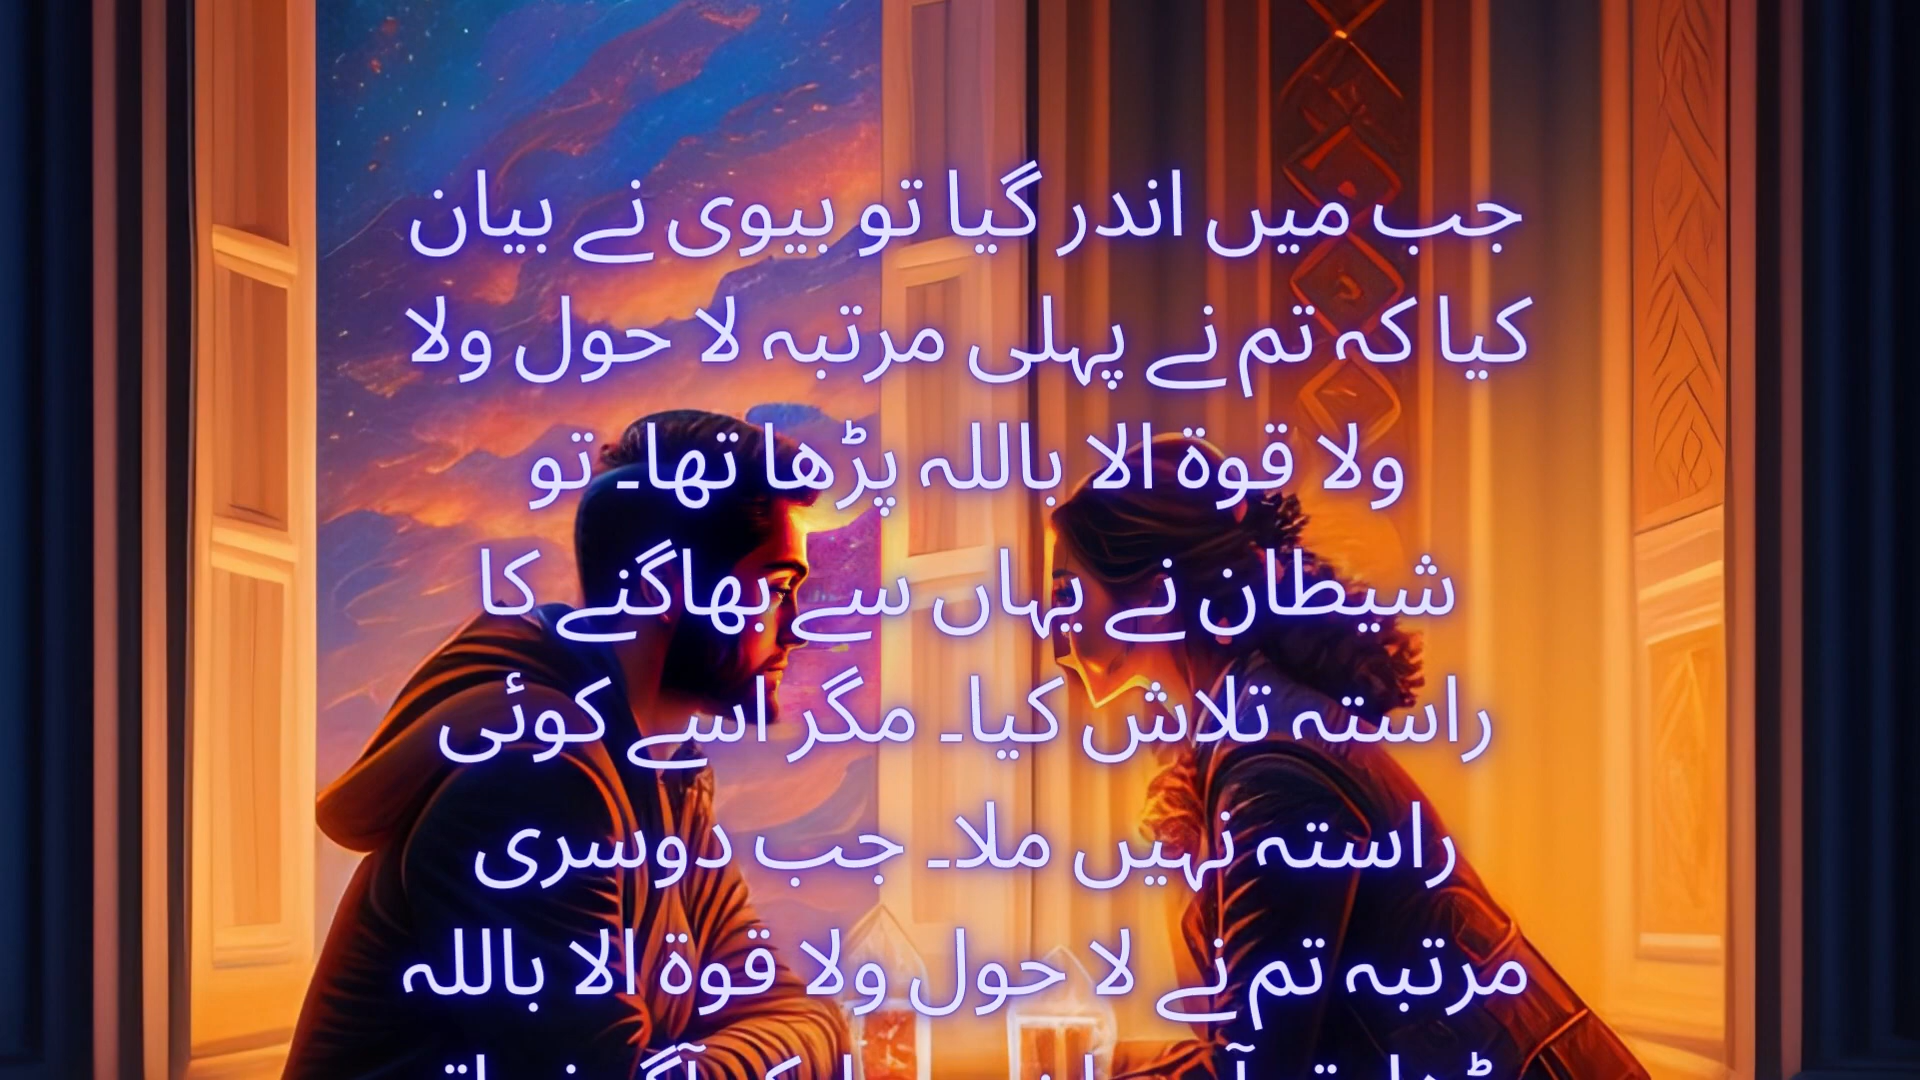 جب میں اندر گیا تو بیوی نے بیان
کیا کہ تم نے پہلی مرتبہ لا حول ولا
ولا قوۃ الا باللہ پڑھا تھا۔ تو
شیطان نے یہاں سے بھاگنے کا
راستہ تلاش کیا۔ مگر اسے کوئی
راستہ نہیں ملا۔ جب دوسری
مرتبہ تم نے لا حول ولا قوۃ الا باللہ